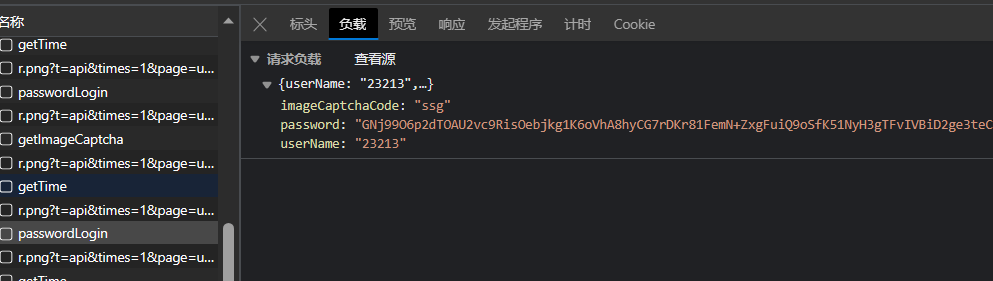 名称
getTime
r.png?t=api&times=1&page=u...
passwordLogin
r.png?t=api&times=1&page=u...
getImageCaptcha
r.png?t=api&times=1&page=u...
getTime
r.png?t=api&times=1&page=u...
passwordLogin
r.png?t=api&times=1&page=u...
getTime
标头 负载 预览 响应 发起程序 计时 Cookie
请求负载 查看源
{userName: "23213",…}
imageCaptchaCode: "ssg"
password: "GNj99O6p2dTOAU2vc9RisOebjkg1K6oVhA8hyCG7rDKr81FemN+ZxgFuiQ9oSfK51NyH3gTFvIVBiD2ge3teC
userName: "23213"